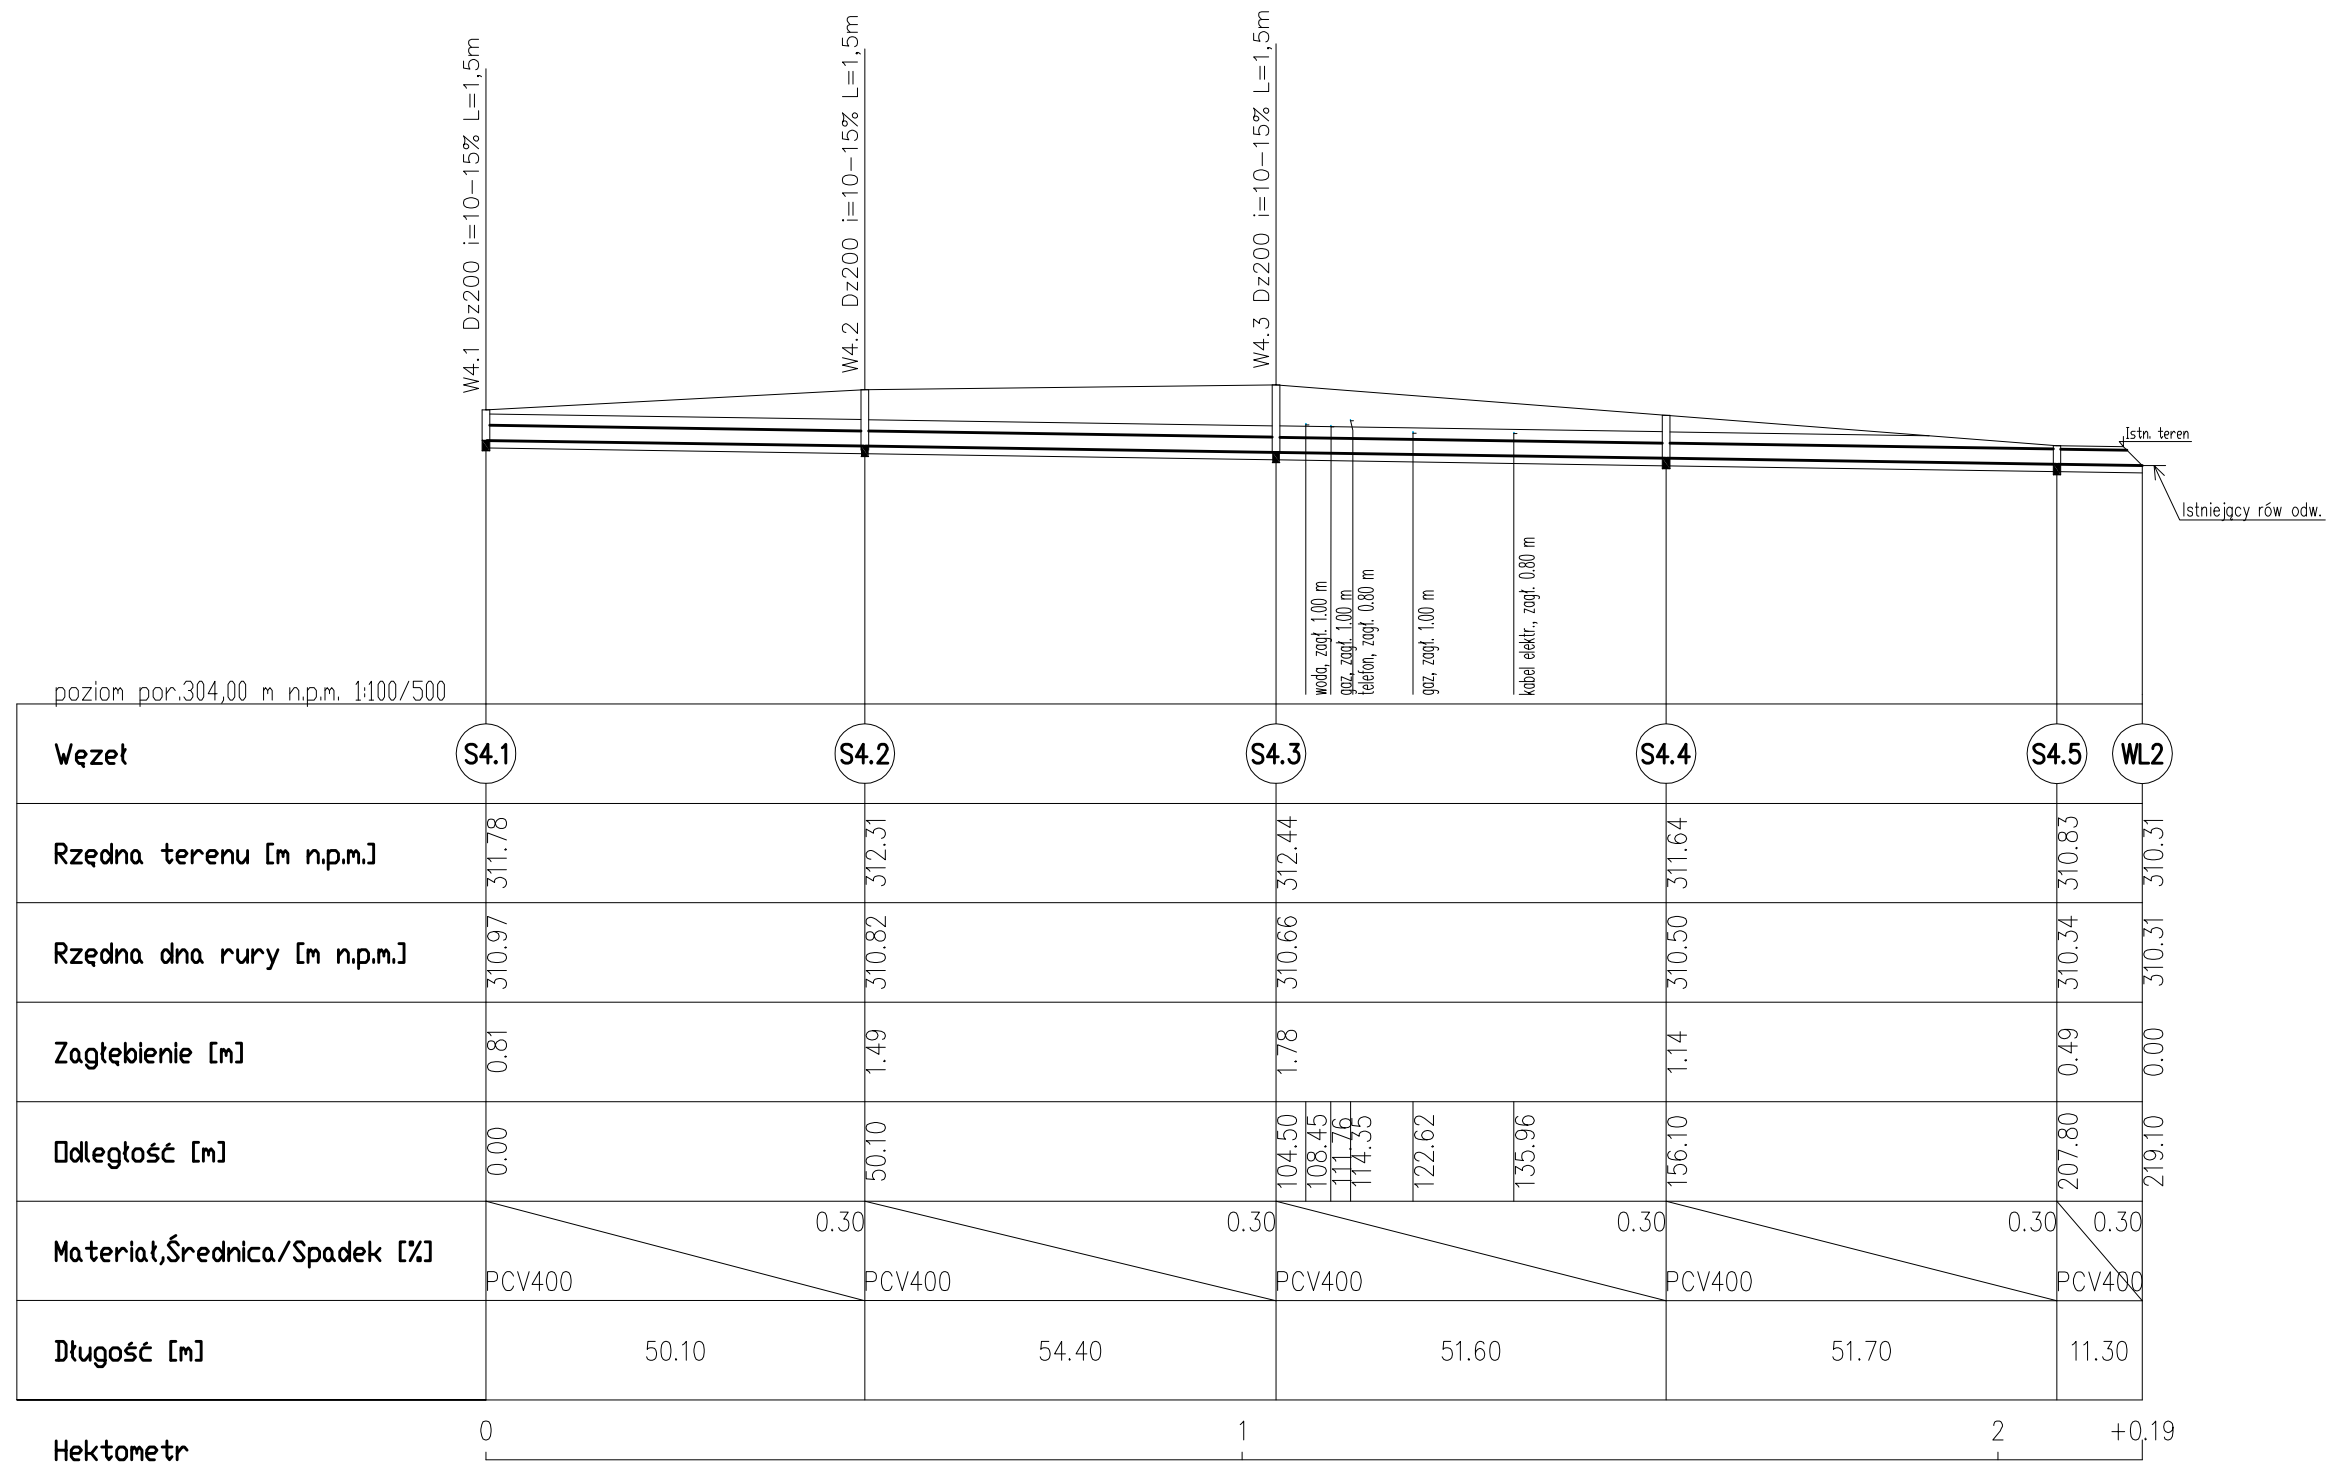 W4.1 Dz200 i=10-15% L=1,5m
W4.2 Dz200 i=10-15% L=1,5m
W4.3 Dz200 i=10-15% L=1,5m
Istn. teren
Istniejący rów odw.
woda, zagł. 1.00 m
gaz, zagł. 1.00 m
telefon, zagł. 0.80 m
gaz, zagł. 1.00 m
kabel elektr., zagł. 0.80 m
poziom por.304,00 m n.p.m. 1:100/500
Węzeł S4.1 S4.2 S4.3 S4.4 S4.5 WL2
Rzędna terenu [m n.p.m.] 311.78 312.31 312.44 311.64 310.83 310.31
Rzędna dna rury [m n.p.m.] 310.97 310.82 310.66 310.50 310.34 310.31
Zagłębienie [m] 0.81 1.49 1.78 1.14 0.49 0.00
Odległość [m] 0.00 50.10 104.50 108.45 111.76 114.35 122.62 135.96 156.10 207.80 219.10
0.30 0.30 0.30 0.30 0.30
Materiał,Średnica/Spadek [%]
PCV400 PCV400 PCV400 PCV400 PCV400
Długość [m] 50.10 54.40 51.60 51.70 11.30
0 1 2 +0.19
Hektometr